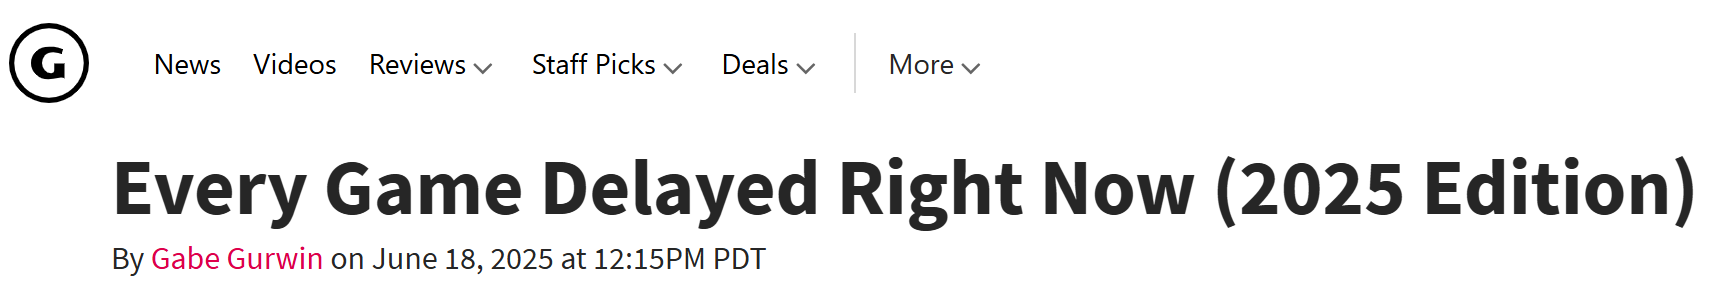 G
News Videos Reviews Staff Picks Deals More
Every Game Delayed Right Now (2025 Edition)
By Gabe Gurwin on June 18, 2025 at 12:15PM PDT